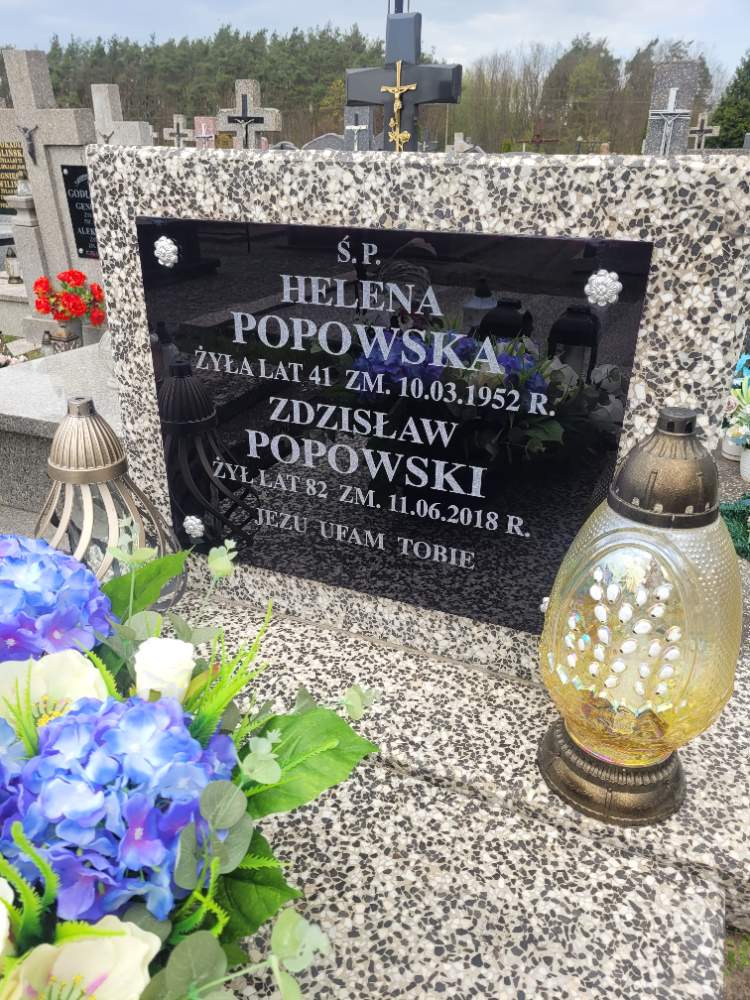 Ś.P.
HELENA
POPOWSKA
ŻYŁA LAT 41 ZM. 10.03.1952 R.
ZDZISŁAW
POPOWSKI
ŻYŁ LAT 82 ZM. 11.06.2018 R.
JEZU UFAM TOBIE